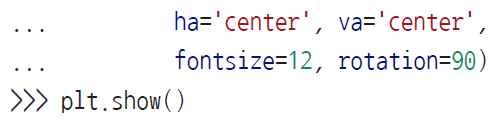 ...         ha='center', va='center',
...         fontsize=12, rotation=90)
>>> plt.show()